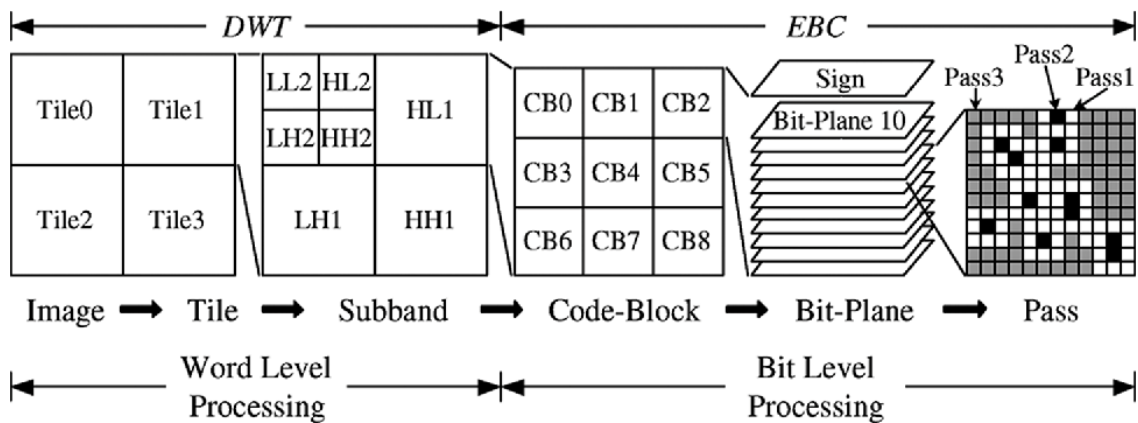 DWT EBC
Tile0 Tile1
Tile2 Tile3
LL2 HL2
LH2 HH2
HL1
LH1 HH1
CB0 CB1 CB2
CB3 CB4 CB5
CB6 CB7 CB8
Sign
Bit-Plane 10
Pass3 Pass2 Pass1
Image Tile Subband Code-Block Bit-Plane Pass
Word Level
Processing
Bit Level
Processing